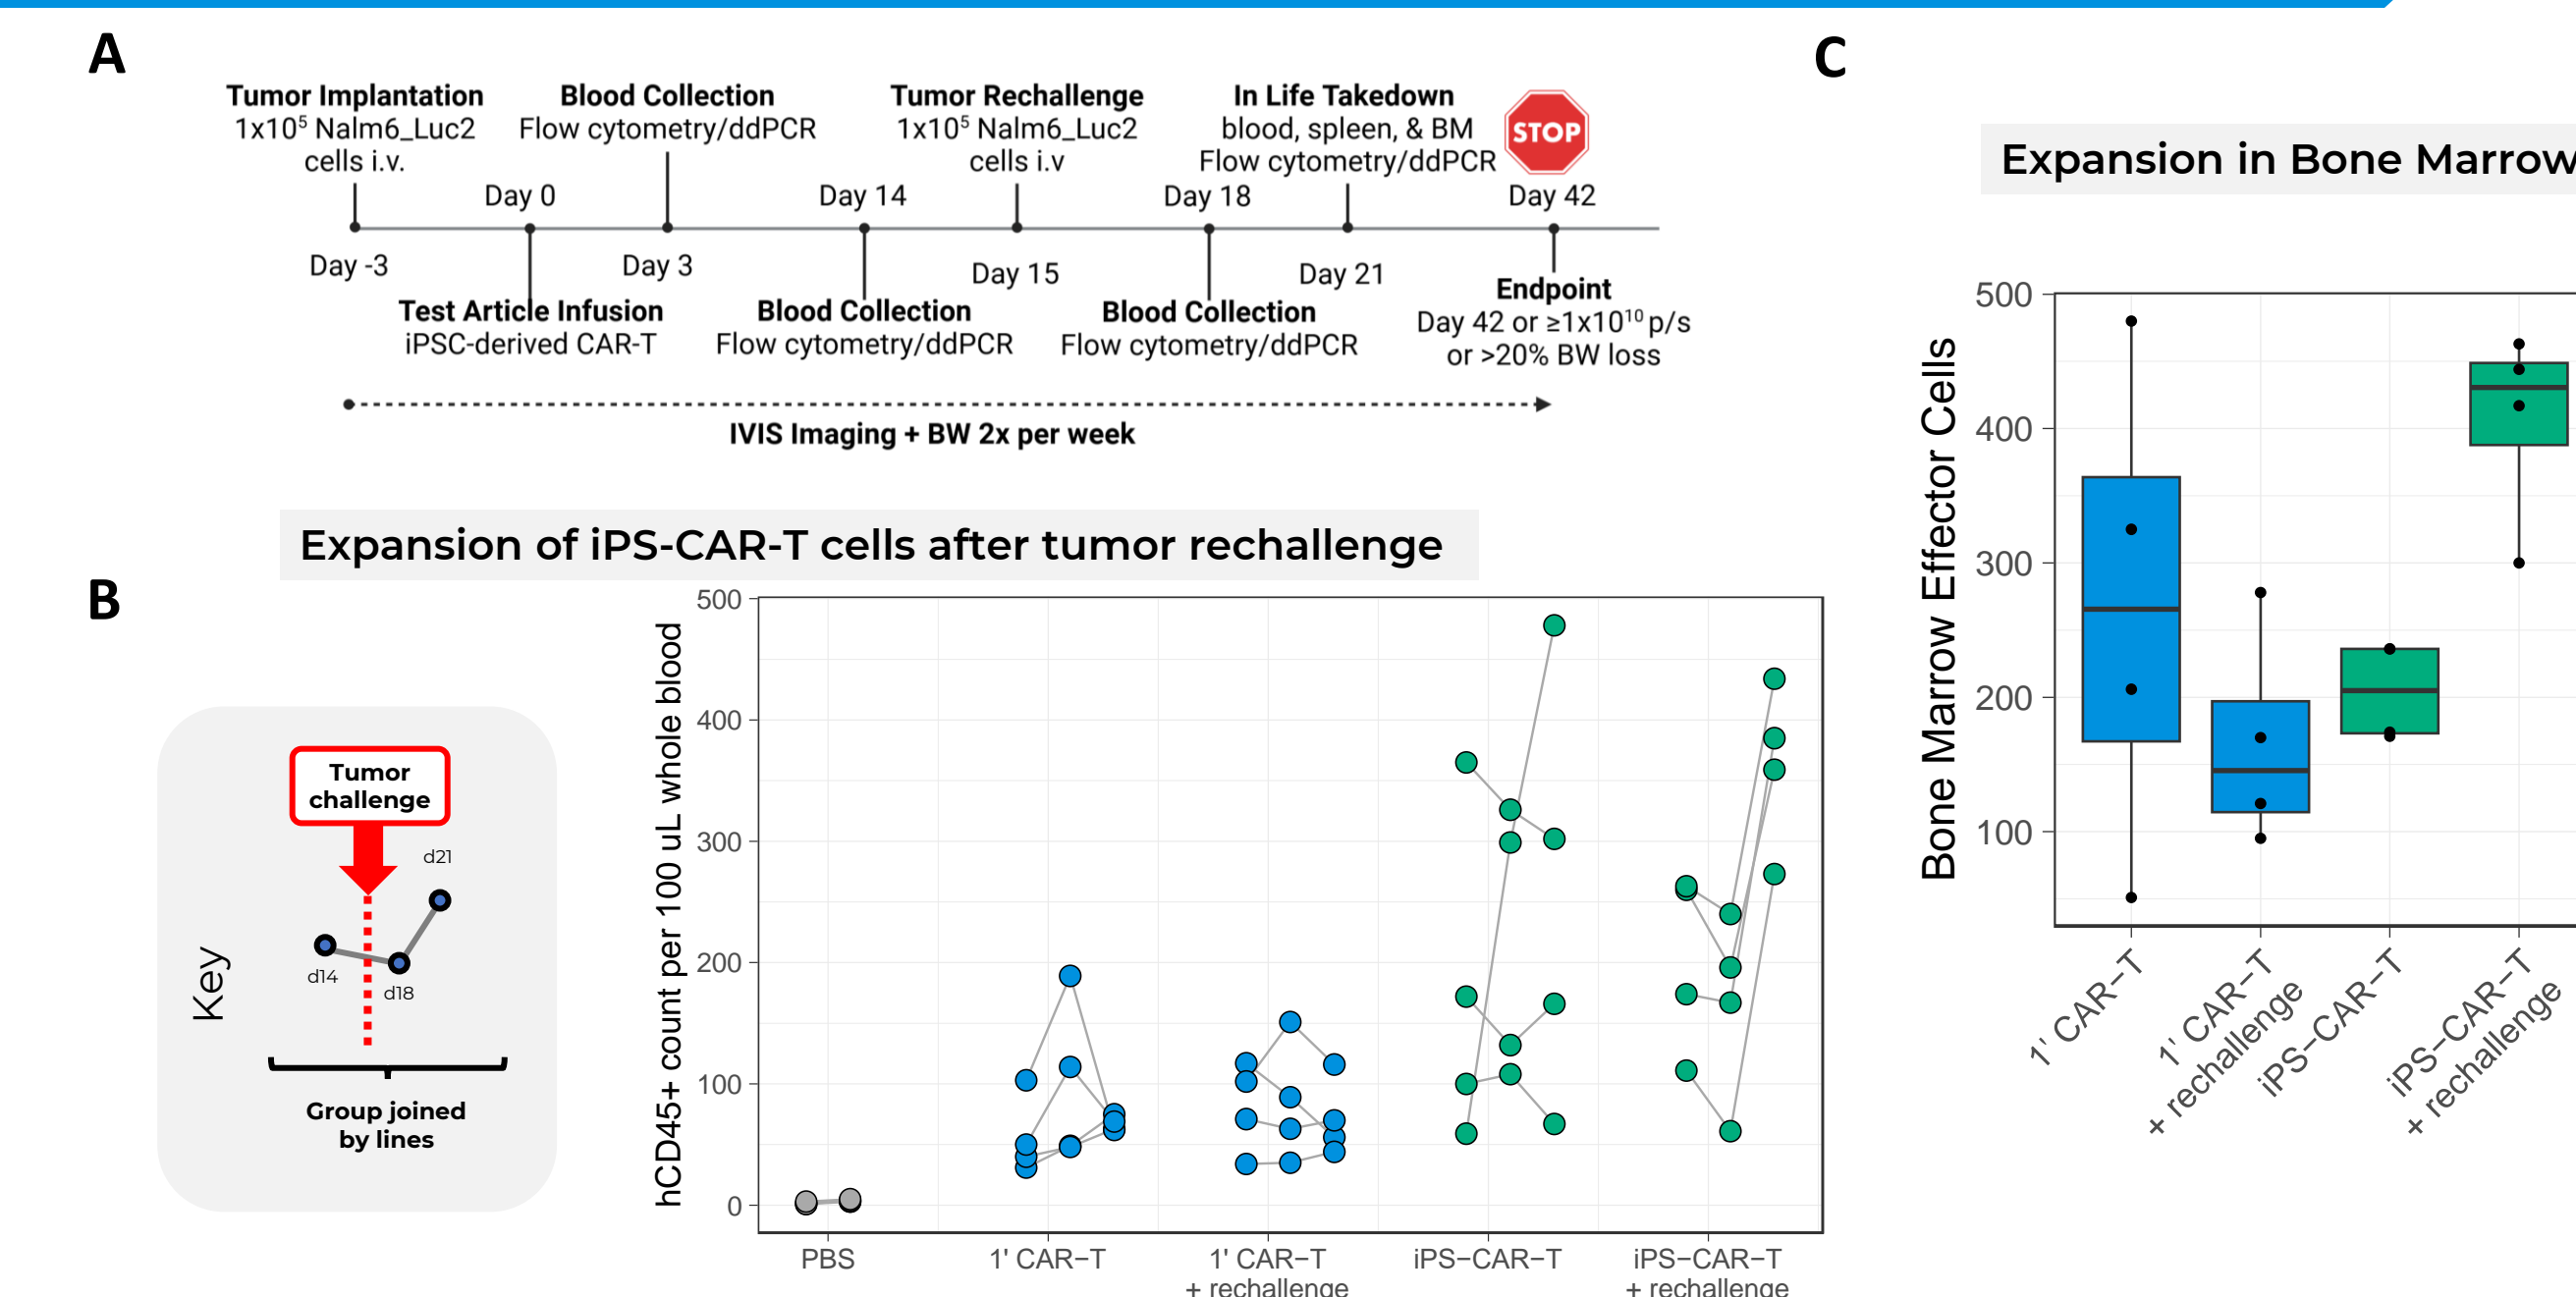 A
Tumor Implantation
1x10⁵ Nalm6_Luc2
cells i.v.
Blood Collection
Flow cytometry/ddPCR
Tumor Rechallenge
1x10⁵ Nalm6_Luc2
cells i.v
In Life Takedown
blood, spleen, & BM
Flow cytometry/ddPCR
STOP
Day 0
Day 14
Day 18
Day 42
Day -3
Day 3
Day 15
Day 21
Test Article Infusion
iPSC-derived CAR-T
Blood Collection
Flow cytometry/ddPCR
Blood Collection
Flow cytometry/ddPCR
Endpoint
Day 42 or ≥1x10¹⁰ p/s
or >20% BW loss
IVIS Imaging + BW 2x per week
B
Expansion of iPS-CAR-T cells after tumor rechallenge
Key
Tumor
challenge
d21
d14
d18
Group joined
by lines
hCD45+ count per 100 uL whole blood
500
400
300
200
100
0
PBS
1' CAR−T
1' CAR−T
+ rechallenge
iPS−CAR−T
iPS−CAR−T
+ rechallenge
C
Expansion in Bone Marrow
Bone Marrow Effector Cells
500
400
300
200
100
1' CAR−T
1' CAR−T
+ rechallenge
iPS−CAR−T
iPS−CAR−T
+ rechallenge